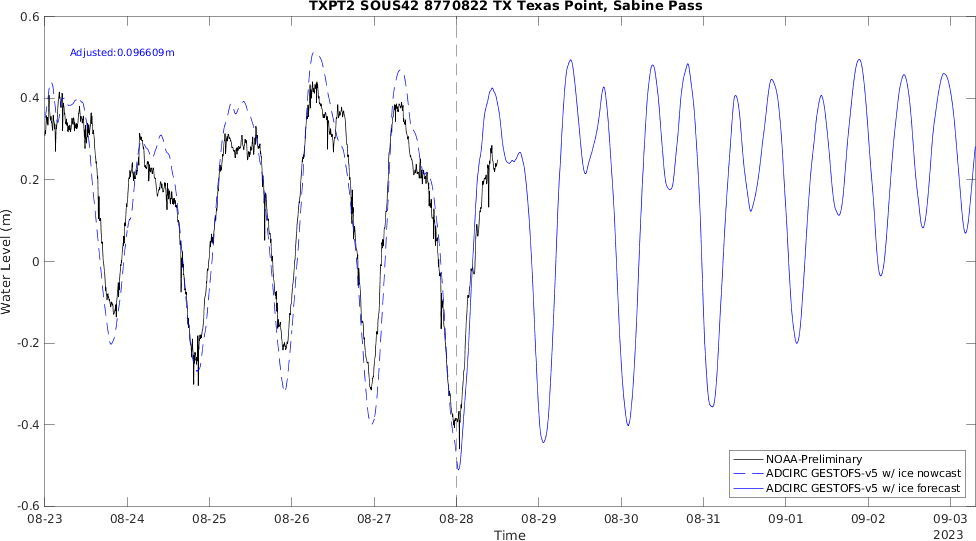 TXPT2 SOUS42 8770822 TX Texas Point, Sabine Pass
Adjusted:0.096609m
Water Level (m)
0.6
0.4
0.2
0
-0.2
-0.4
-0.6
NOAA-Preliminary
ADCIRC GESTOFS-v5 w/ ice nowcast
ADCIRC GESTOFS-v5 w/ ice forecast
08-23 08-24 08-25 08-26 08-27 08-28 08-29 08-30 08-31 09-01 09-02 09-03
Time
2023